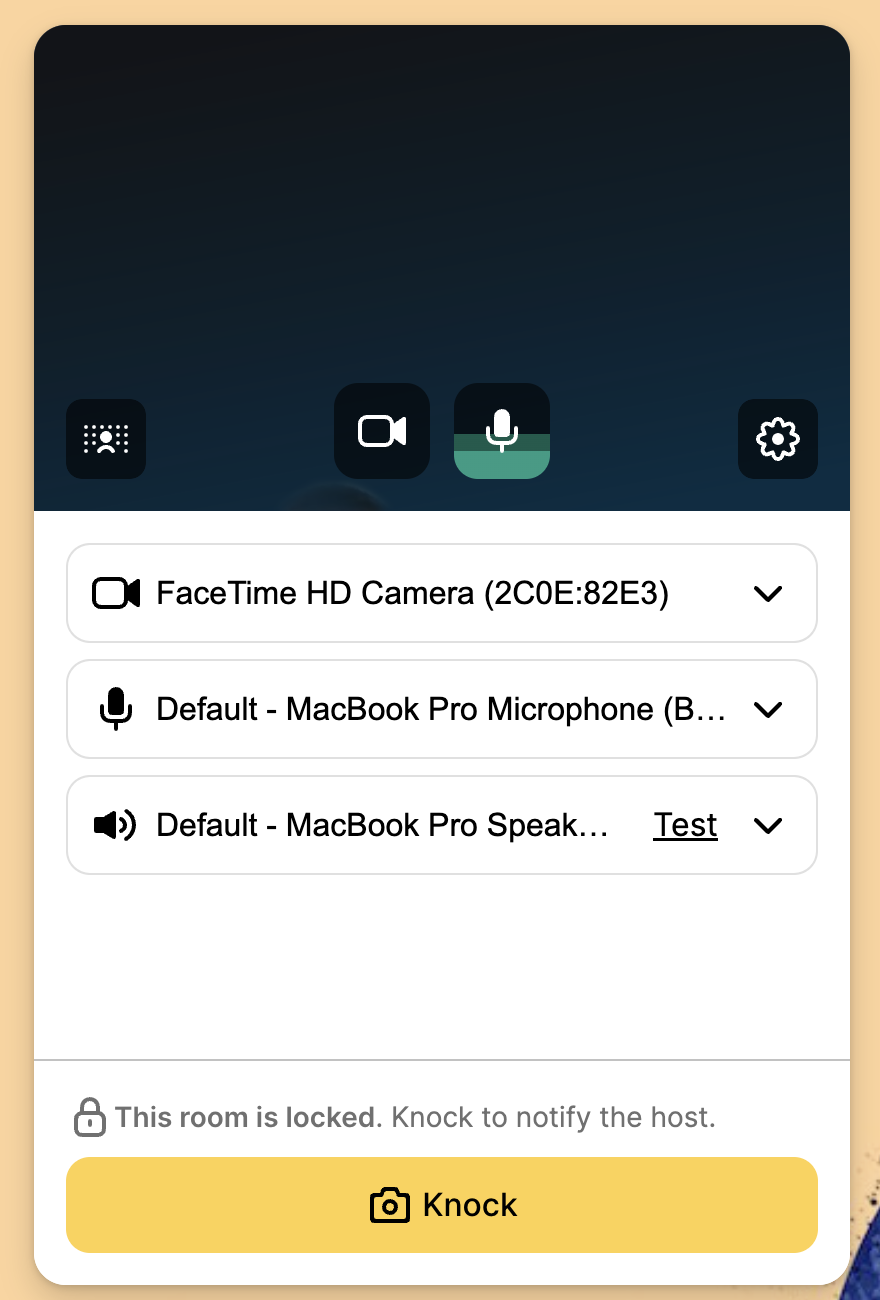 FaceTime HD Camera (2C0E:82E3)
Default - MacBook Pro Microphone (B…
Default - MacBook Pro Speak… Test
This room is locked. Knock to notify the host.
Knock